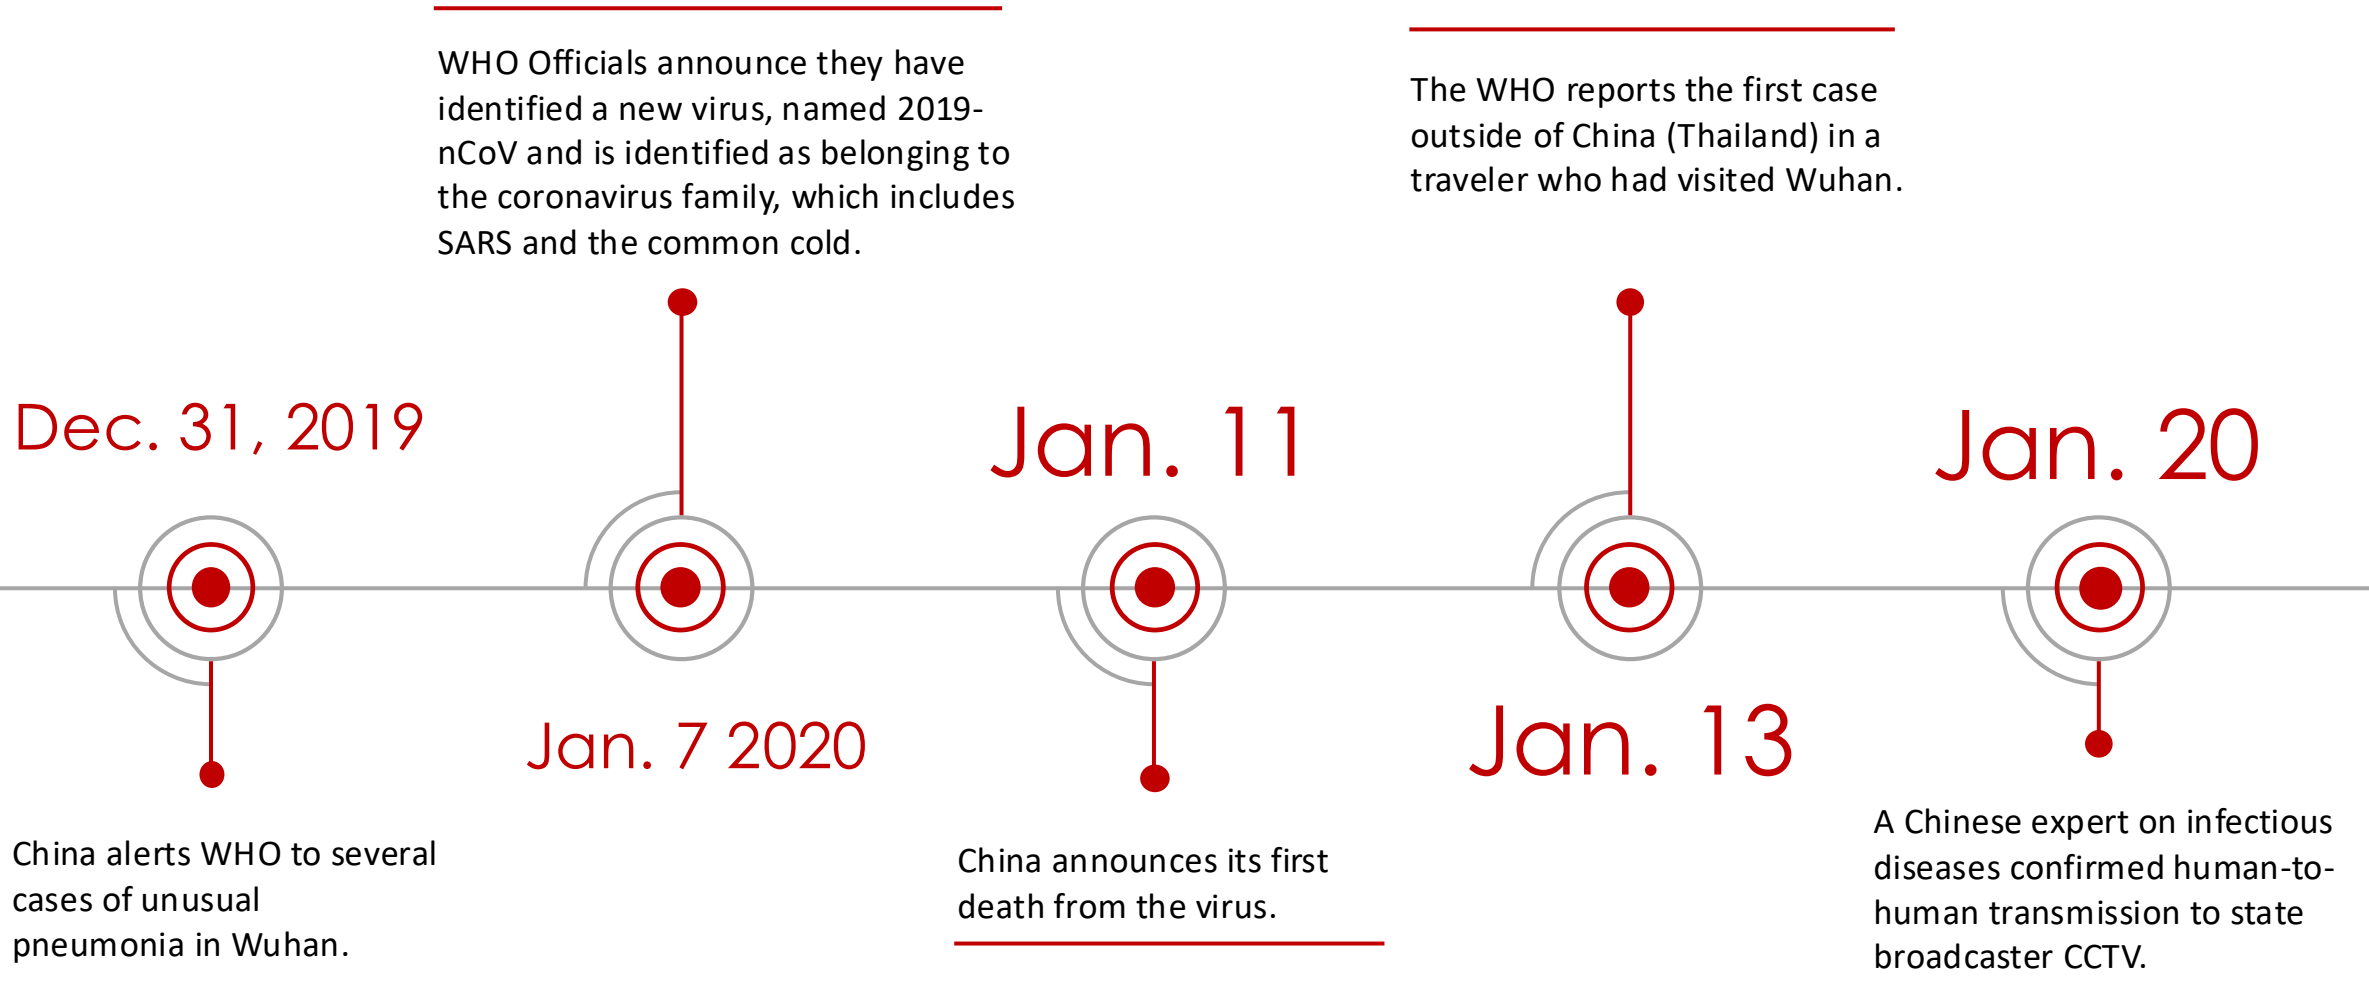 Dec. 31, 2019
China alerts WHO to several
cases of unusual
pneumonia in Wuhan.
WHO Officials announce they have
identified a new virus, named 2019-
nCoV and is identified as belonging to
the coronavirus family, which includes
SARS and the common cold.
Jan. 7 2020
Jan. 11
China announces its first
death from the virus.
The WHO reports the first case
outside of China (Thailand) in a
traveler who had visited Wuhan.
Jan. 13
Jan. 20
A Chinese expert on infectious
diseases confirmed human-to-
human transmission to state
broadcaster CCTV.